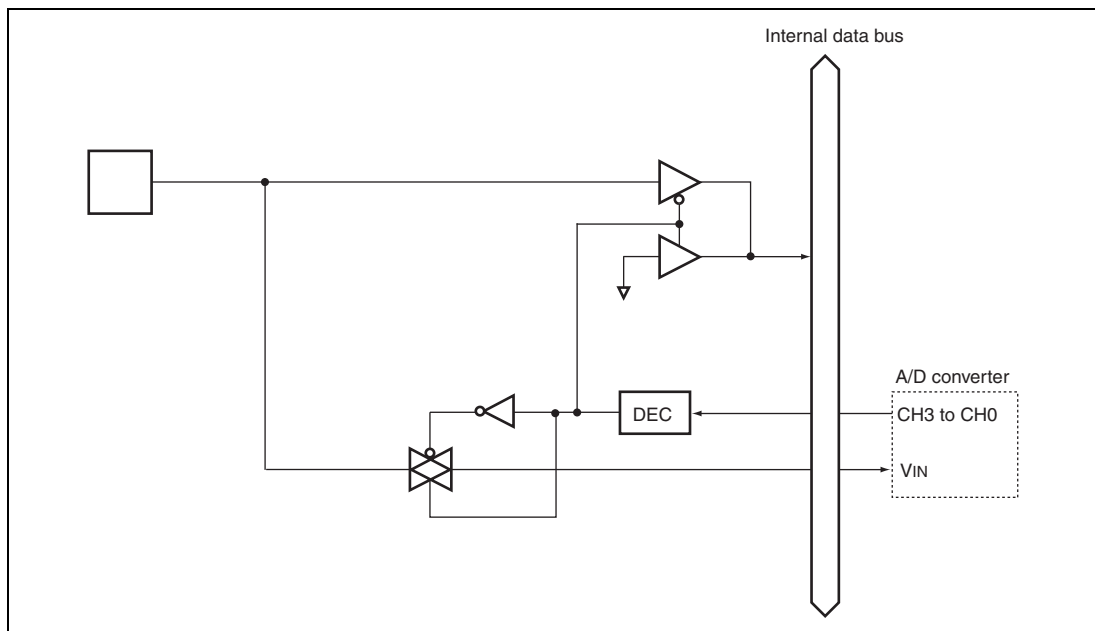 Internal data bus
A/D converter
DEC
CH3 to CH0
VIN